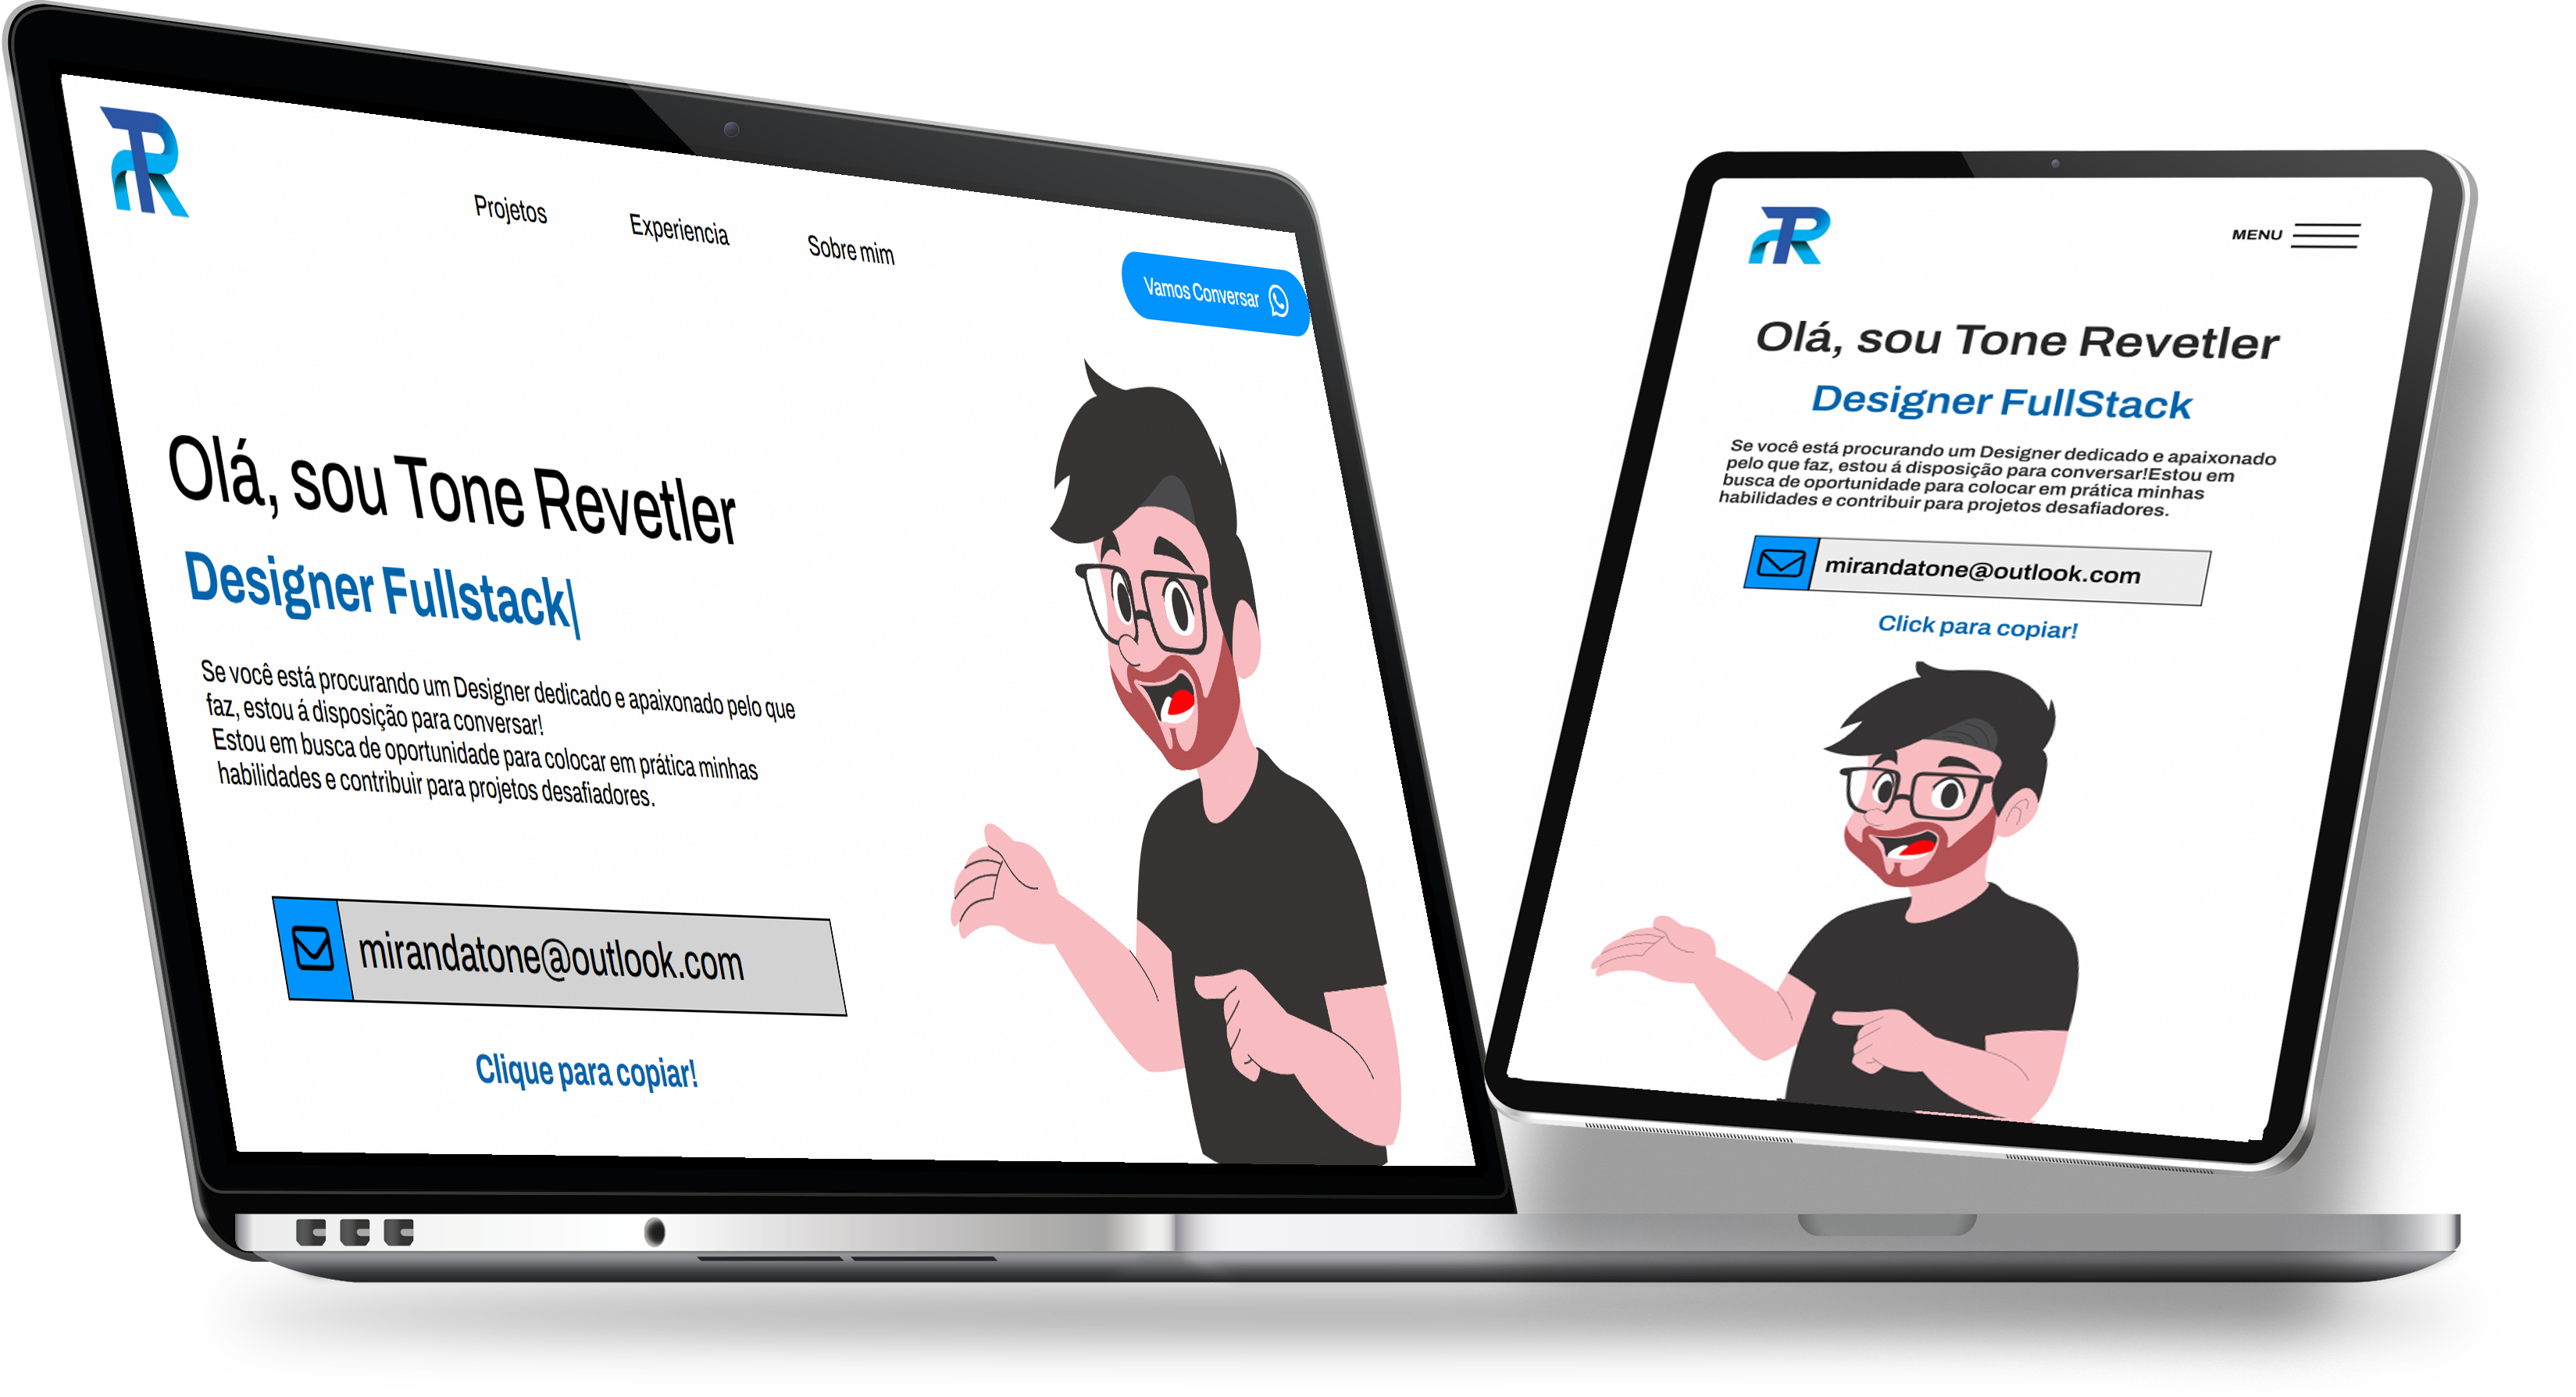 TR
Projetos
Experiencia
Sobre mim
Vamos Conversar
Olá, sou Tone Revetler
Designer Fullstack|
Se você está procurando um Designer dedicado e apaixonado pelo que
faz, estou á disposição para conversar!
Estou em busca de oportunidade para colocar em prática minhas
habilidades e contribuir para projetos desafiadores.
mirandatone@outlook.com
Clique para copiar!
TR
MENU
Olá, sou Tone Revetler
Designer FullStack
Se você está procurando um Designer dedicado e apaixonado
pelo que faz, estou á disposição para conversar!Estou em
busca de oportunidade para colocar em prática minhas
habilidades e contribuir para projetos desafiadores.
mirandatone@outlook.com
Click para copiar!